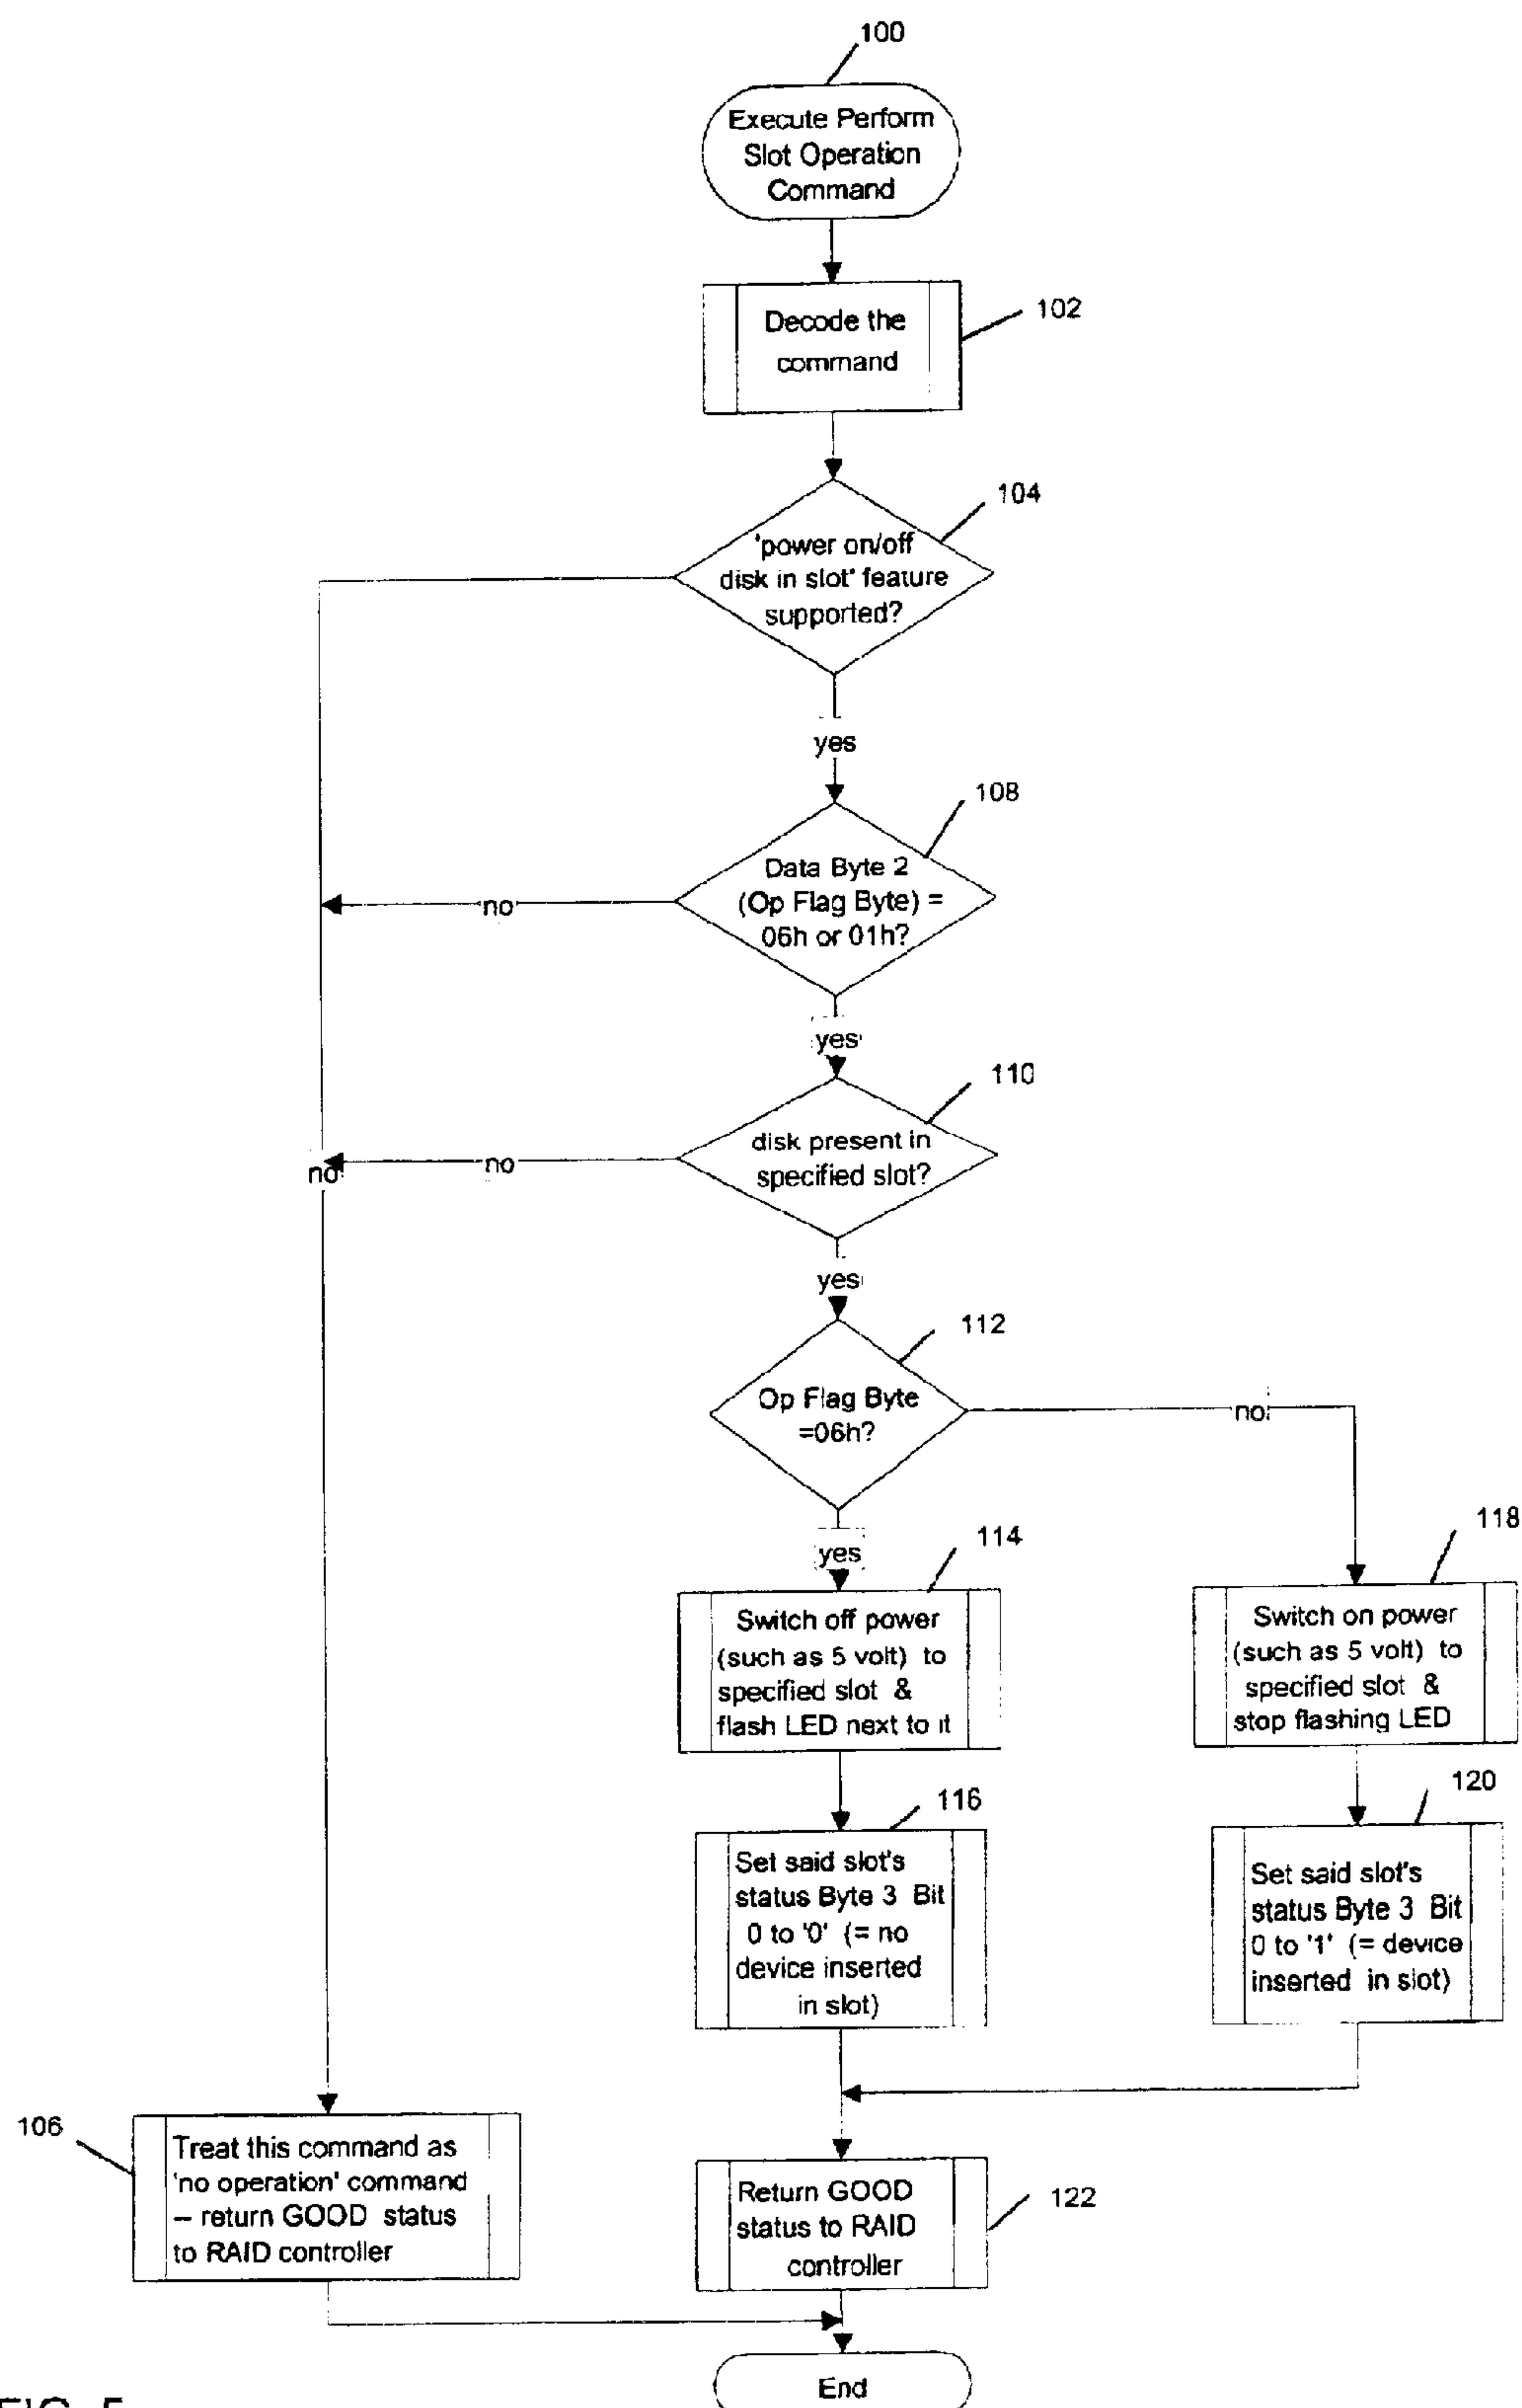 100
Execute Perform
Slot Operation
Command
Decode the
command
102
104
'power on/off
disk in slot' feature
supported?
yes
108
Data Byte 2
(Op Flag Byte) =
06h or 01h?
no
yes
110
disk present in
specified slot?
no
no
yes
112
Op Flag Byte
=06h?
no
yes
114
118
Switch off power
(such as 5 volt) to
specified slot &
flash LED next to it
Switch on power
(such as 5 volt) to
specified slot &
stop flashing LED
116
120
Set said slot's
status Byte 3 Bit
0 to '0' (= no
device inserted
in slot)
Set said slot's
status Byte 3 Bit
0 to '1' (= device
inserted in slot)
106
Treat this command as
'no operation' command
– return GOOD status
to RAID controller
Return GOOD
status to RAID
controller
122
End
FIG. 5